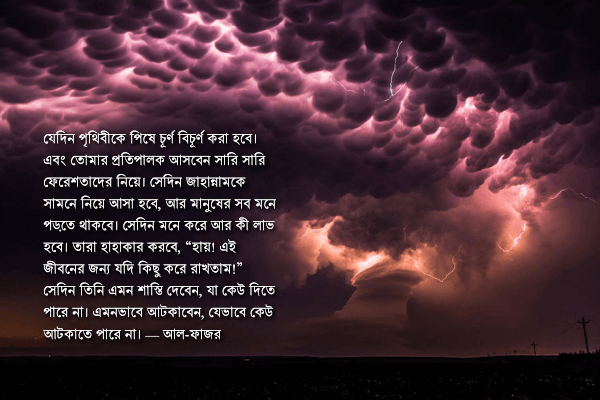 যেদিন পৃথিবীকে পিষে চূর্ণ বিচূর্ণ করা হবে।
এবং তোমার প্রতিপালক আসবেন সারি সারি
ফেরেশতাদের নিয়ে। সেদিন জাহান্নামকে
সামনে নিয়ে আসা হবে, আর মানুষের সব মনে
পড়তে থাকবে। সেদিন মনে করে আর কী লাভ
হবে। তারা হাহাকার করবে, “হায়! এই
জীবনের জন্য যদি কিছু করে রাখতাম!”
সেদিন তিনি এমন শাস্তি দেবেন, যা কেউ দিতে
পারে না। এমনভাবে আটকাবেন, যেভাবে কেউ
আটকাতে পারে না। — আল-ফাজর